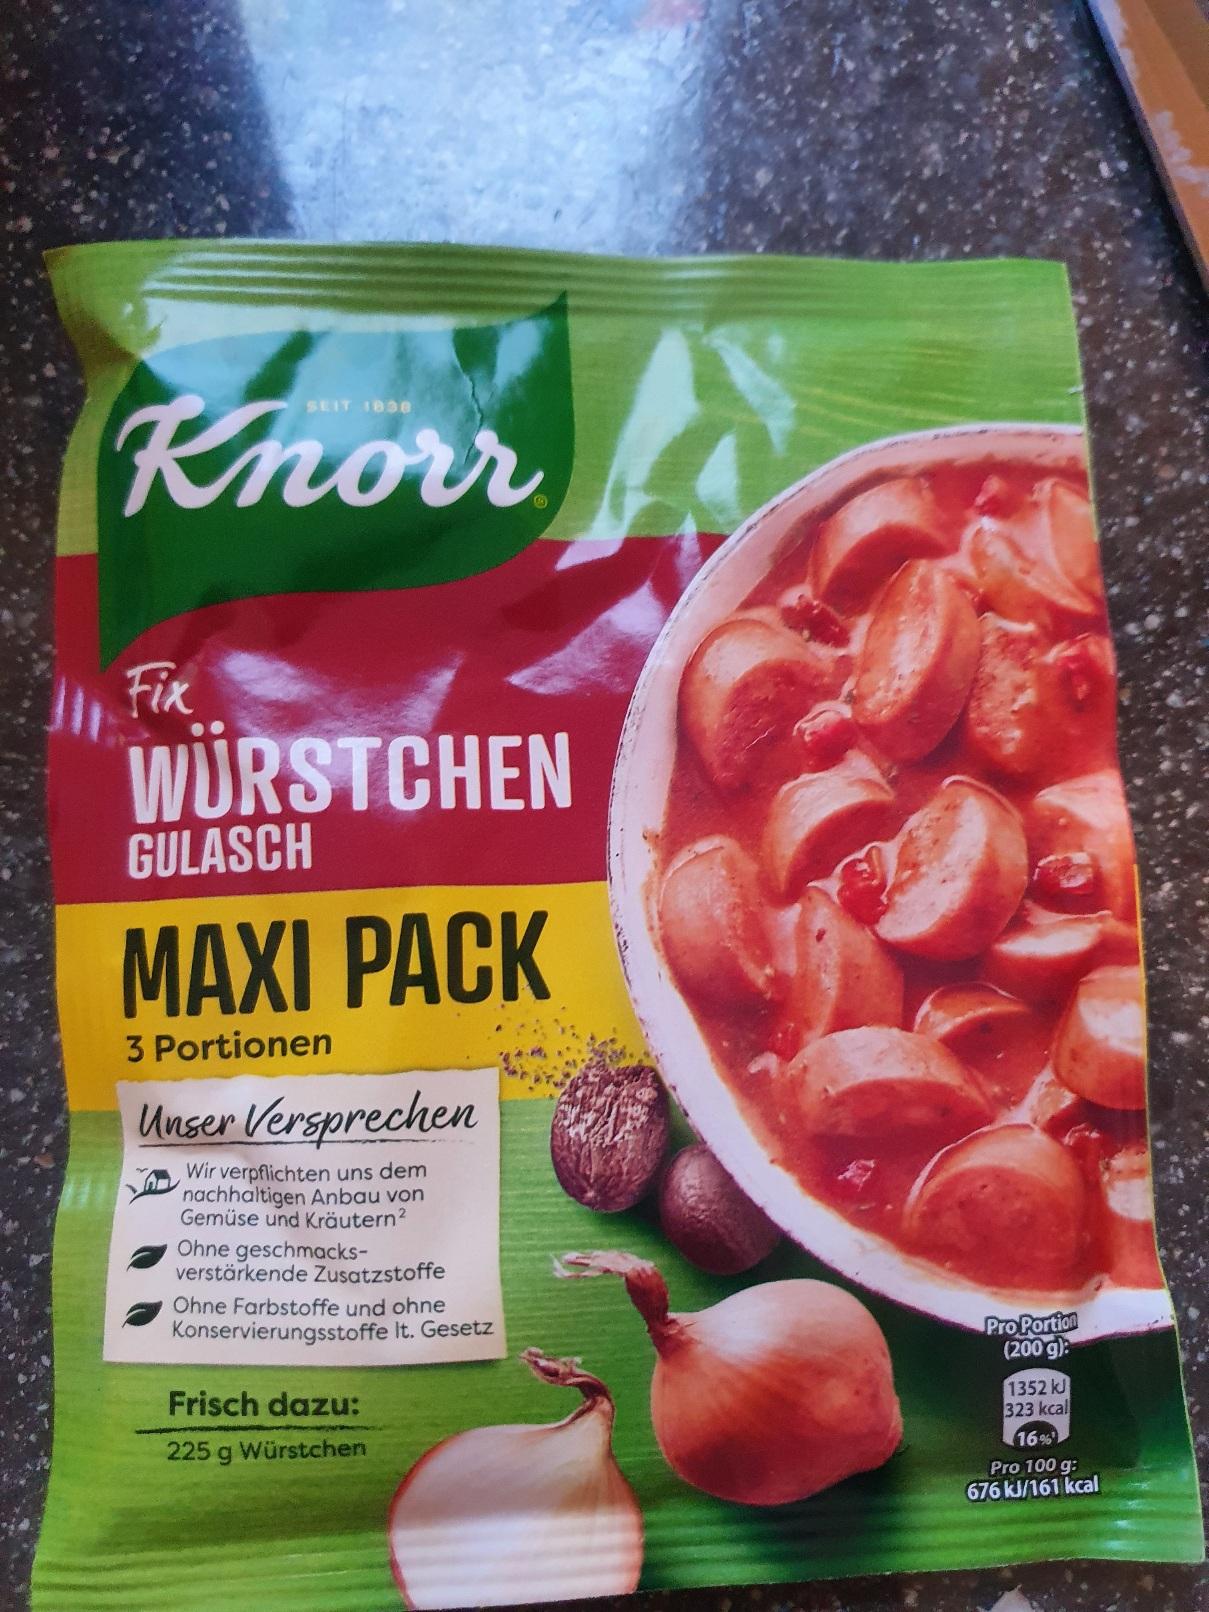 SEIT 1838
Knorr®
Fix
WÜRSTCHEN
GULASCH
MAXI PACK
3 Portionen
Unser Versprechen
Wir verpflichten uns dem
nachhaltigen Anbau von
Gemüse und Kräutern²
Ohne geschmacks-
verstärkende Zusatzstoffe
Ohne Farbstoffe und ohne
Konservierungsstoffe lt. Gesetz
Frisch dazu:
225 g Würstchen
Pro Portion
(200 g):
1352 kJ
323 kcal
16%¹
Pro 100 g:
676 kJ/161 kcal